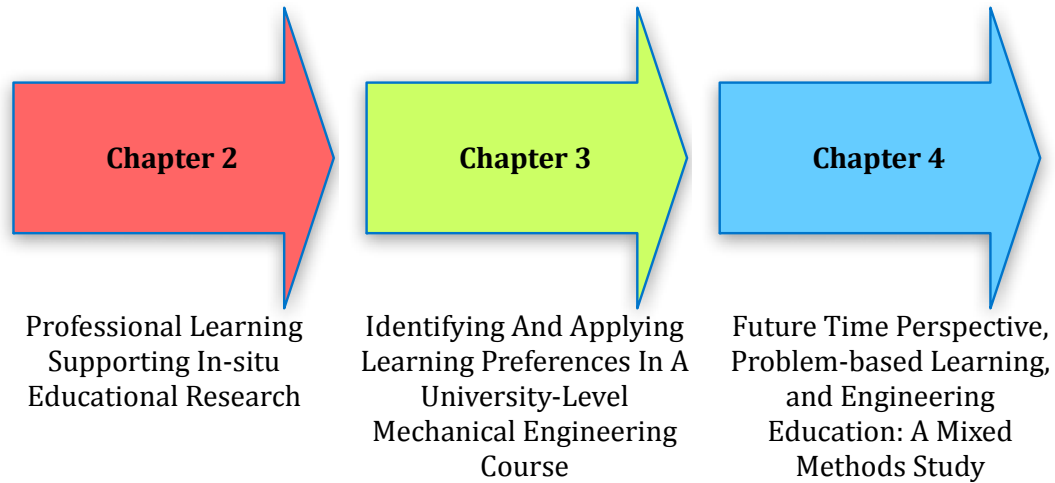 Chapter 2
Professional Learning
Supporting In-situ
Educational Research
Chapter 3
Identifying And Applying
Learning Preferences In A
University-Level
Mechanical Engineering
Course
Chapter 4
Future Time Perspective,
Problem-based Learning,
and Engineering
Education: A Mixed
Methods Study